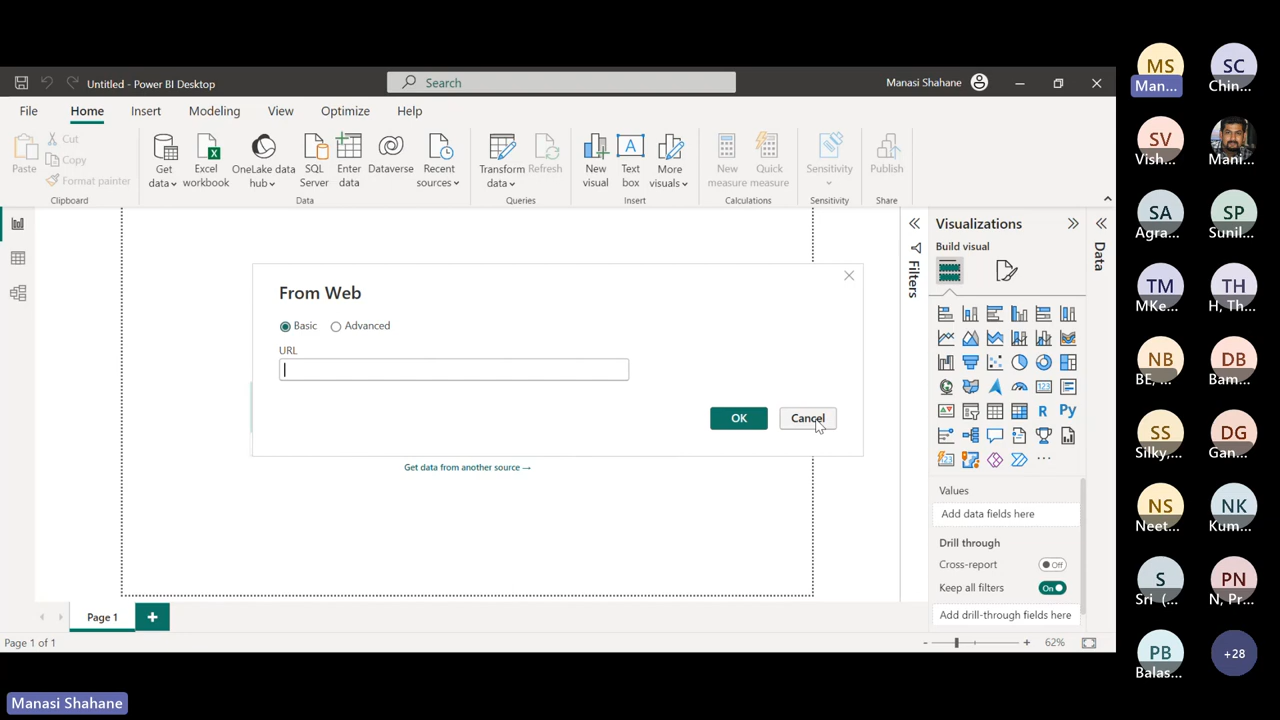 Untitled - Power BI Desktop
Search
Manasi Shahane
File Home Insert Modeling View Optimize Help
Paste
Cut
Copy
Format painter
Clipboard
Get data
Excel workbook
OneLake data hub
SQL Server
Enter data
Dataverse
Recent sources
Data
Transform data
Refresh
Queries
New visual
Text box
More visuals
Insert
New measure
Quick measure
Calculations
Sensitivity
Sensitivity
Publish
Share
From Web
Basic Advanced
URL
OK Cancel
Get data from another source →
Filters
Visualizations
Build visual
Data
R Py
123
Values
Add data fields here
Drill through
Cross-report Off
Keep all filters On
Add drill-through fields here
Page 1
Page 1 of 1
- + 62%
MS
Man...
SC
Chin...
SV
Vish...
Mani...
SA
Agra...
SP
Sunil...
TM
MKe...
TH
H, Th...
NB
BE, ...
DB
Bam...
SS
Silky,...
DG
Gan...
NS
Neet...
NK
Kum...
S
Sri (...
PN
N, Pr...
PB
Balas...
+28
Manasi Shahane